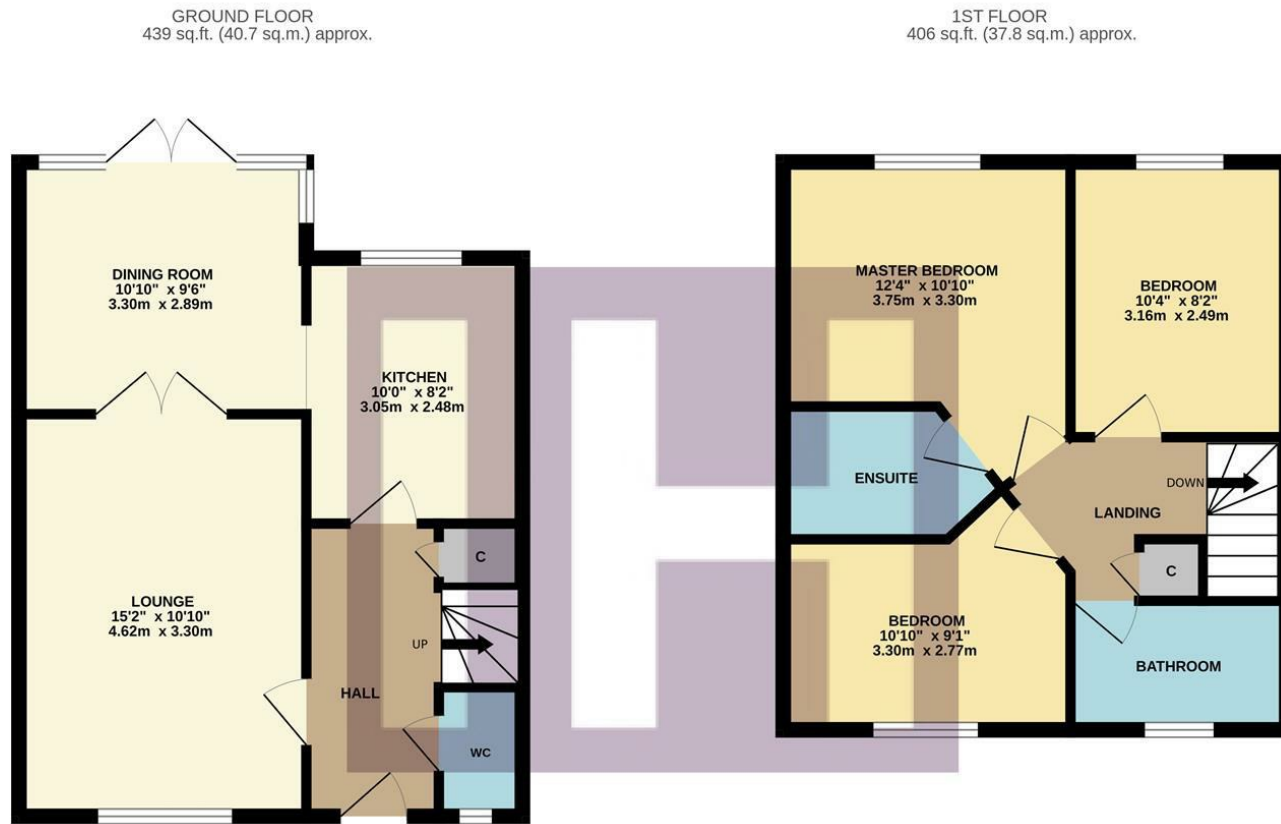 GROUND FLOOR
439 sq.ft. (40.7 sq.m.) approx.
DINING ROOM
10'10" x 9'6"
3.30m x 2.89m
KITCHEN
10'0" x 8'2"
3.05m x 2.48m
LOUNGE
15'2" x 10'10"
4.62m x 3.30m
C
UP
HALL
WC
1ST FLOOR
406 sq.ft. (37.8 sq.m.) approx.
MASTER BEDROOM
12'4" x 10'10"
3.75m x 3.30m
BEDROOM
10'4" x 8'2"
3.16m x 2.49m
ENSUITE
DOWN
LANDING
C
BEDROOM
10'10" x 9'1"
3.30m x 2.77m
BATHROOM